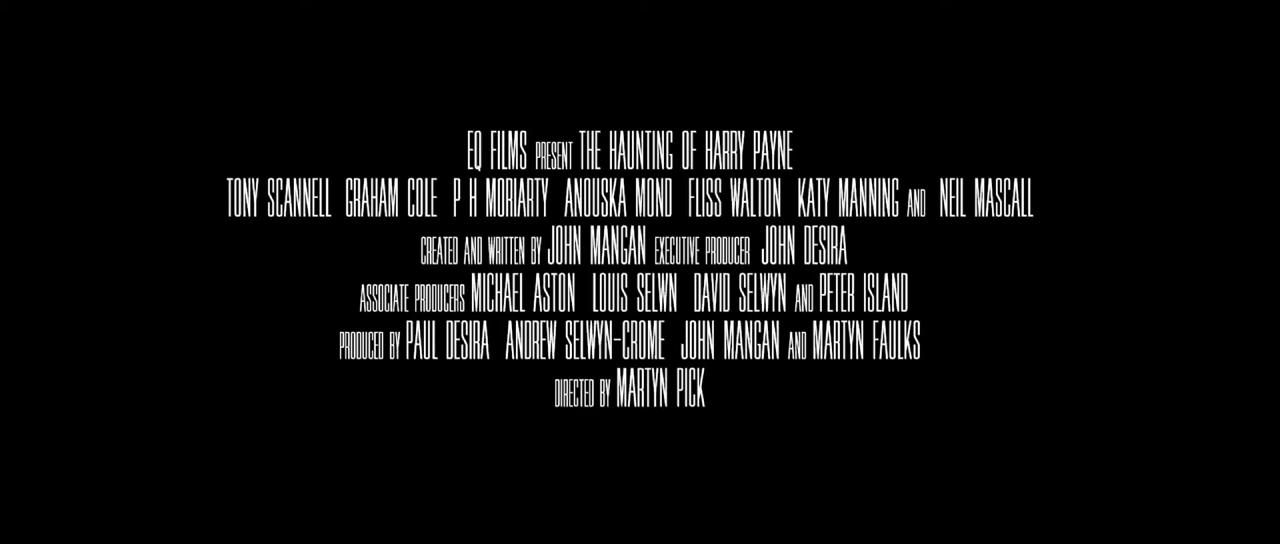 EQ FILMS PRESENT THE HAUNTING OF HARRY PAYNE
TONY SCANNELL GRAHAM COLE P H MORIARTY ANOUSKA MOND FLISS WALTON KATY MANNING AND NEIL MASCALL
CREATED AND WRITTEN BY JOHN MANGAN EXECUTIVE PRODUCER JOHN DESIRA
ASSOCIATE PRODUCERS MICHAEL ASTON LOUIS SELWN DAVID SELWYN AND PETER ISLAND
PRODUCED BY PAUL DESIRA ANDREW SELWYN-CROME JOHN MANGAN AND MARTYN FAULKS
DIRECTED BY MARTYN PICK